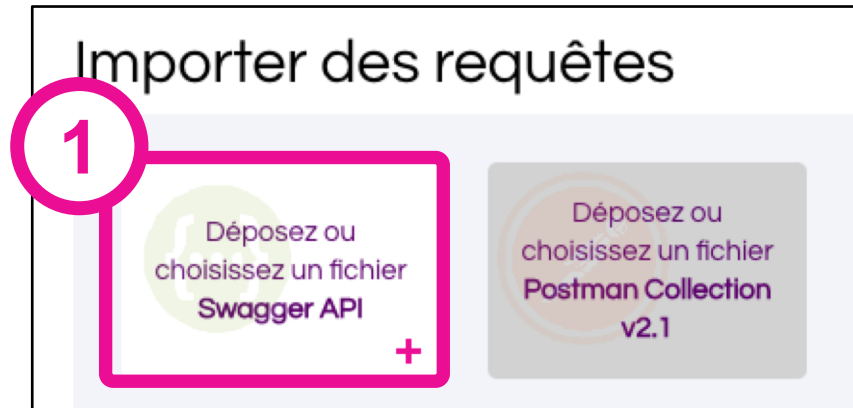 Importer des requêtes
1
Déposez ou
choisissez un fichier
Swagger API
+
Déposez ou
choisissez un fichier
Postman Collection
v2.1